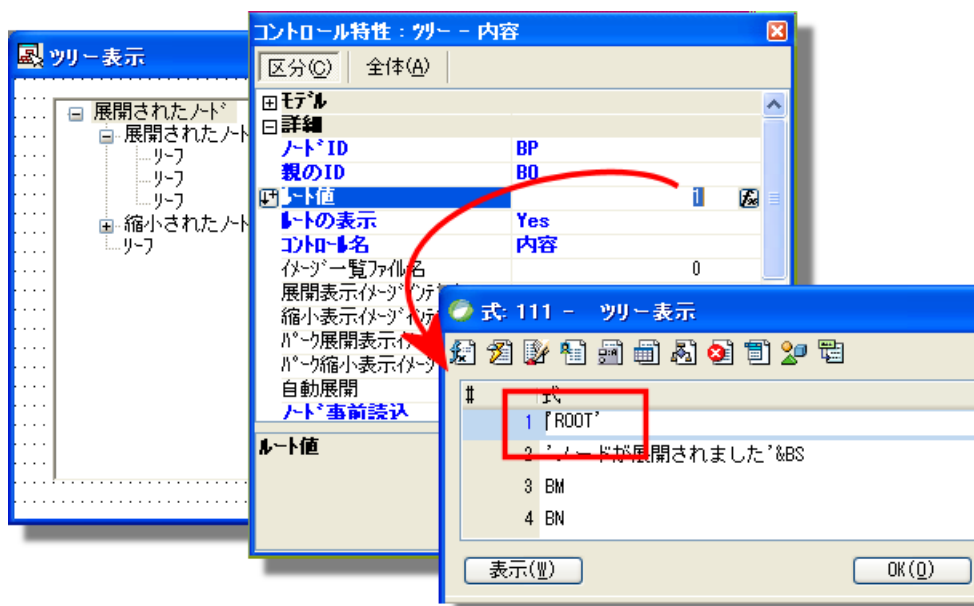 ツリー表示
展開されたノード
展開されたノート
リーフ
リーフ
リーフ
縮小されたノート
リーフ
コントロール特性：ツリー － 内容
区分(C) 全体(A)
モデル
詳細
ノードID BP
親のID BO
ルート値 1
ルートの表示 Yes
コントロール名 内容
イメージ一覧ファイル名 0
展開表示イメージインデ
縮小表示イメージインデ
パーク展開表示イ
パーク縮小表示イメージ
自動展開
ノード事前読込
ルート値
式: 111 － ツリー表示
# 式
1 'ROOT'
2 'ノードが展開されました'&BS
3 BM
4 BN
表示(W) OK(O)